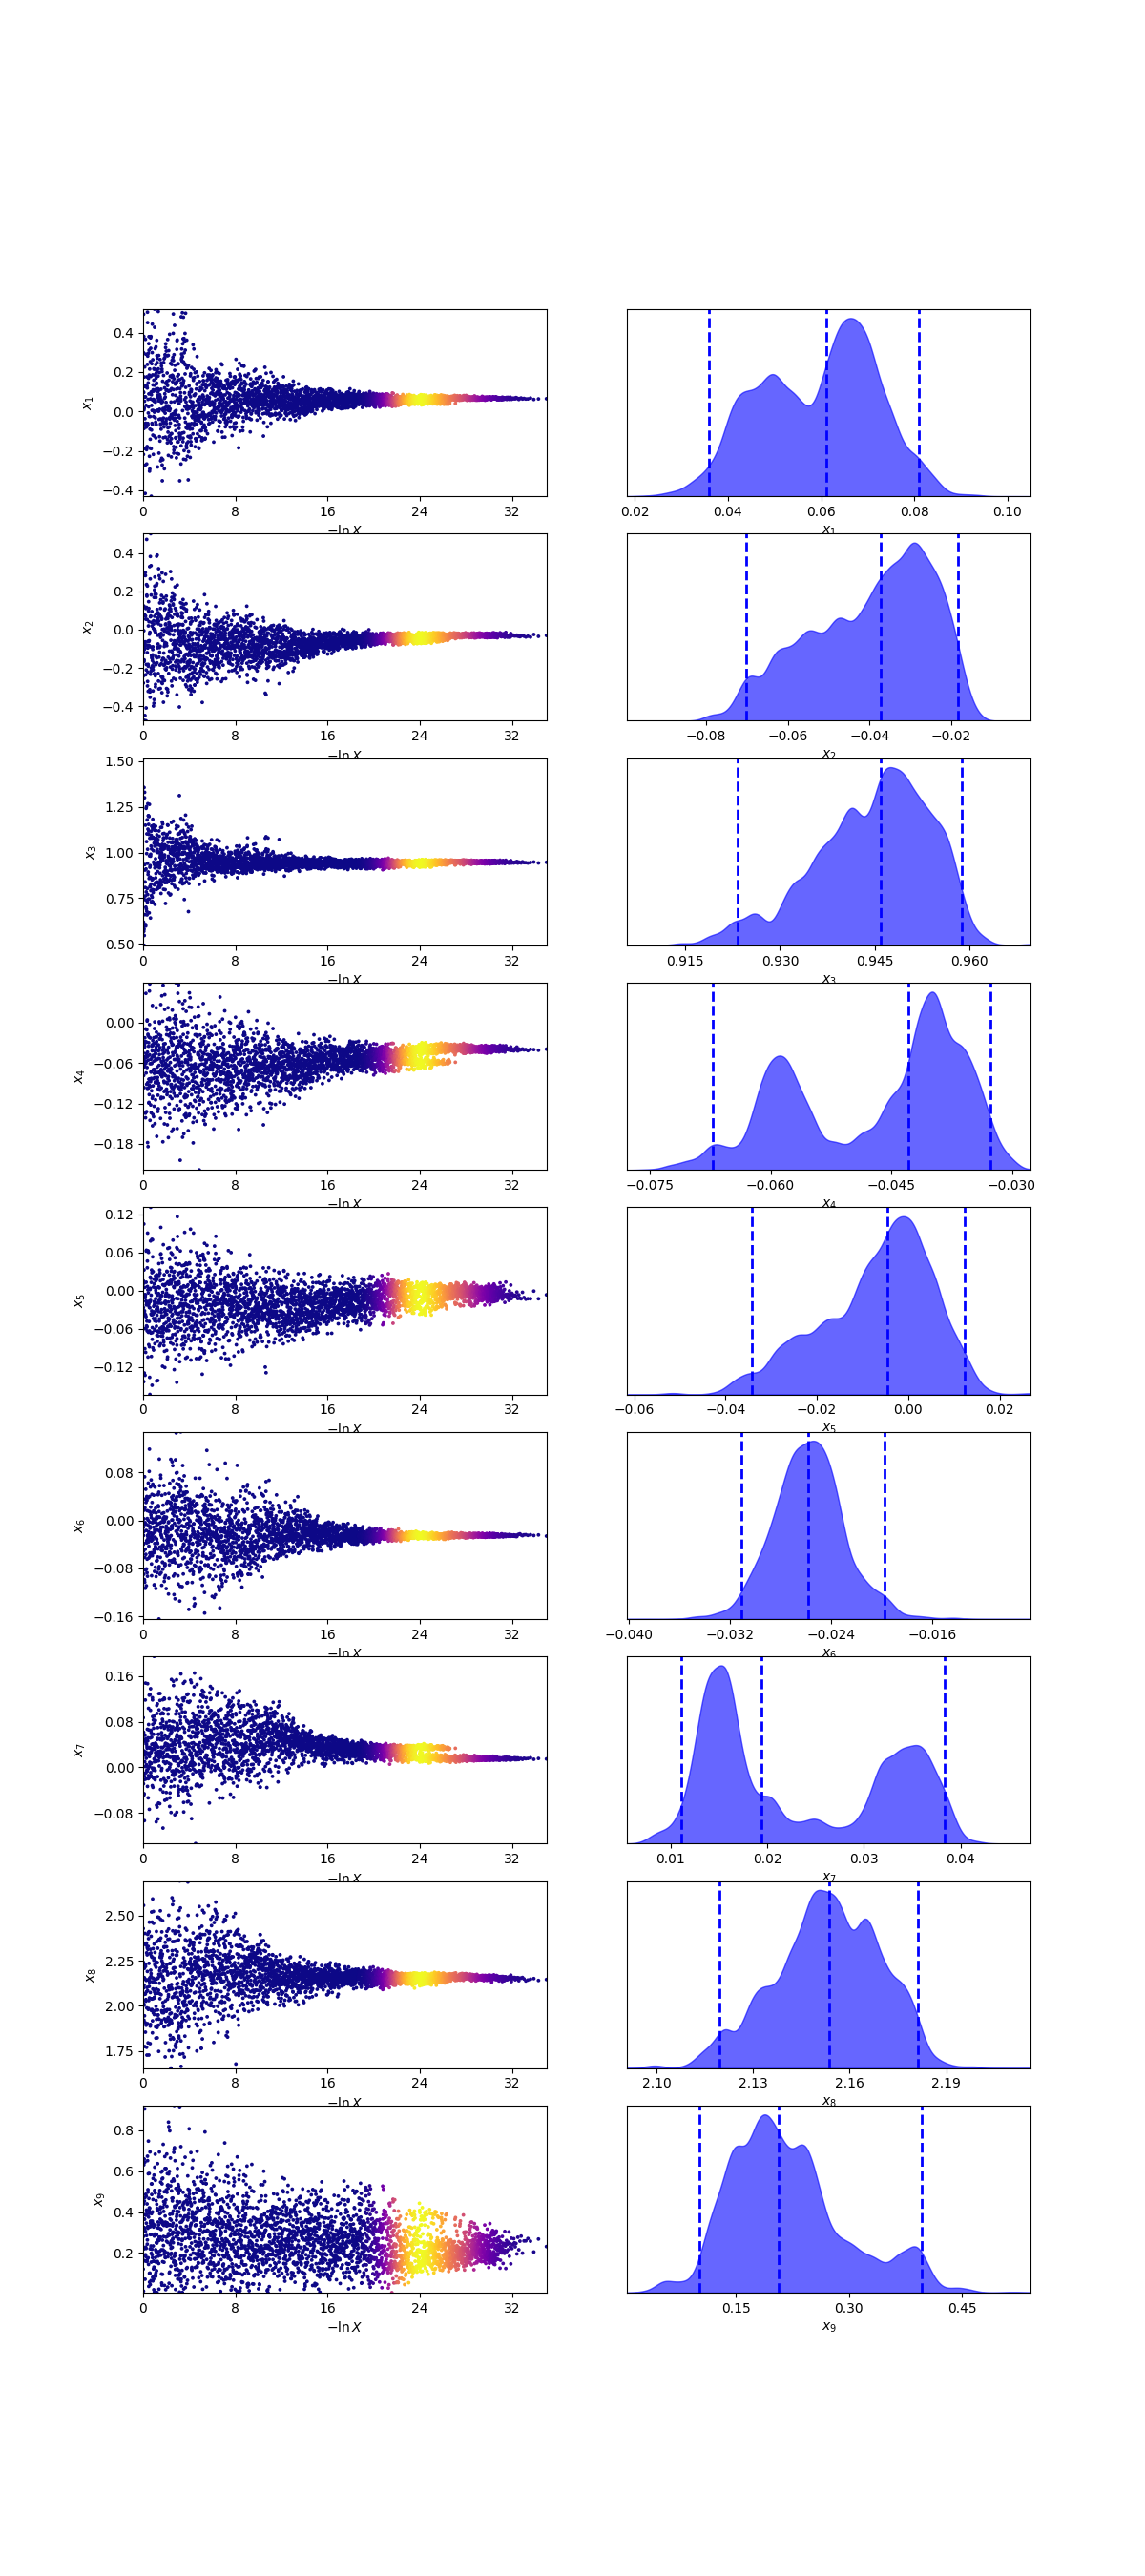 0.4
0.2
0.0
−0.2
−0.4
x₁
0 8 16 24 32
−ln X
0.02 0.04 0.06 0.08 0.10
x₁
0.4
0.2
0.0
−0.2
−0.4
x₂
0 8 16 24 32
−ln X
−0.08 −0.06 −0.04 −0.02
x₂
1.50
1.25
1.00
0.75
0.50
x₃
0 8 16 24 32
−ln X
0.915 0.930 0.945 0.960
x₃
0.00
−0.06
−0.12
−0.18
x₄
0 8 16 24 32
−ln X
−0.075 −0.060 −0.045 −0.030
x₄
0.12
0.06
0.00
−0.06
−0.12
x₅
0 8 16 24 32
−ln X
−0.06 −0.04 −0.02 0.00 0.02
x₅
0.08
0.00
−0.08
−0.16
x₆
0 8 16 24 32
−ln X
−0.040 −0.032 −0.024 −0.016
x₆
0.16
0.08
0.00
−0.08
x₇
0 8 16 24 32
−ln X
0.01 0.02 0.03 0.04
x₇
2.50
2.25
2.00
1.75
x₈
0 8 16 24 32
−ln X
2.10 2.13 2.16 2.19
x₈
0.8
0.6
0.4
0.2
x₉
0 8 16 24 32
−ln X
0.15 0.30 0.45
x₉